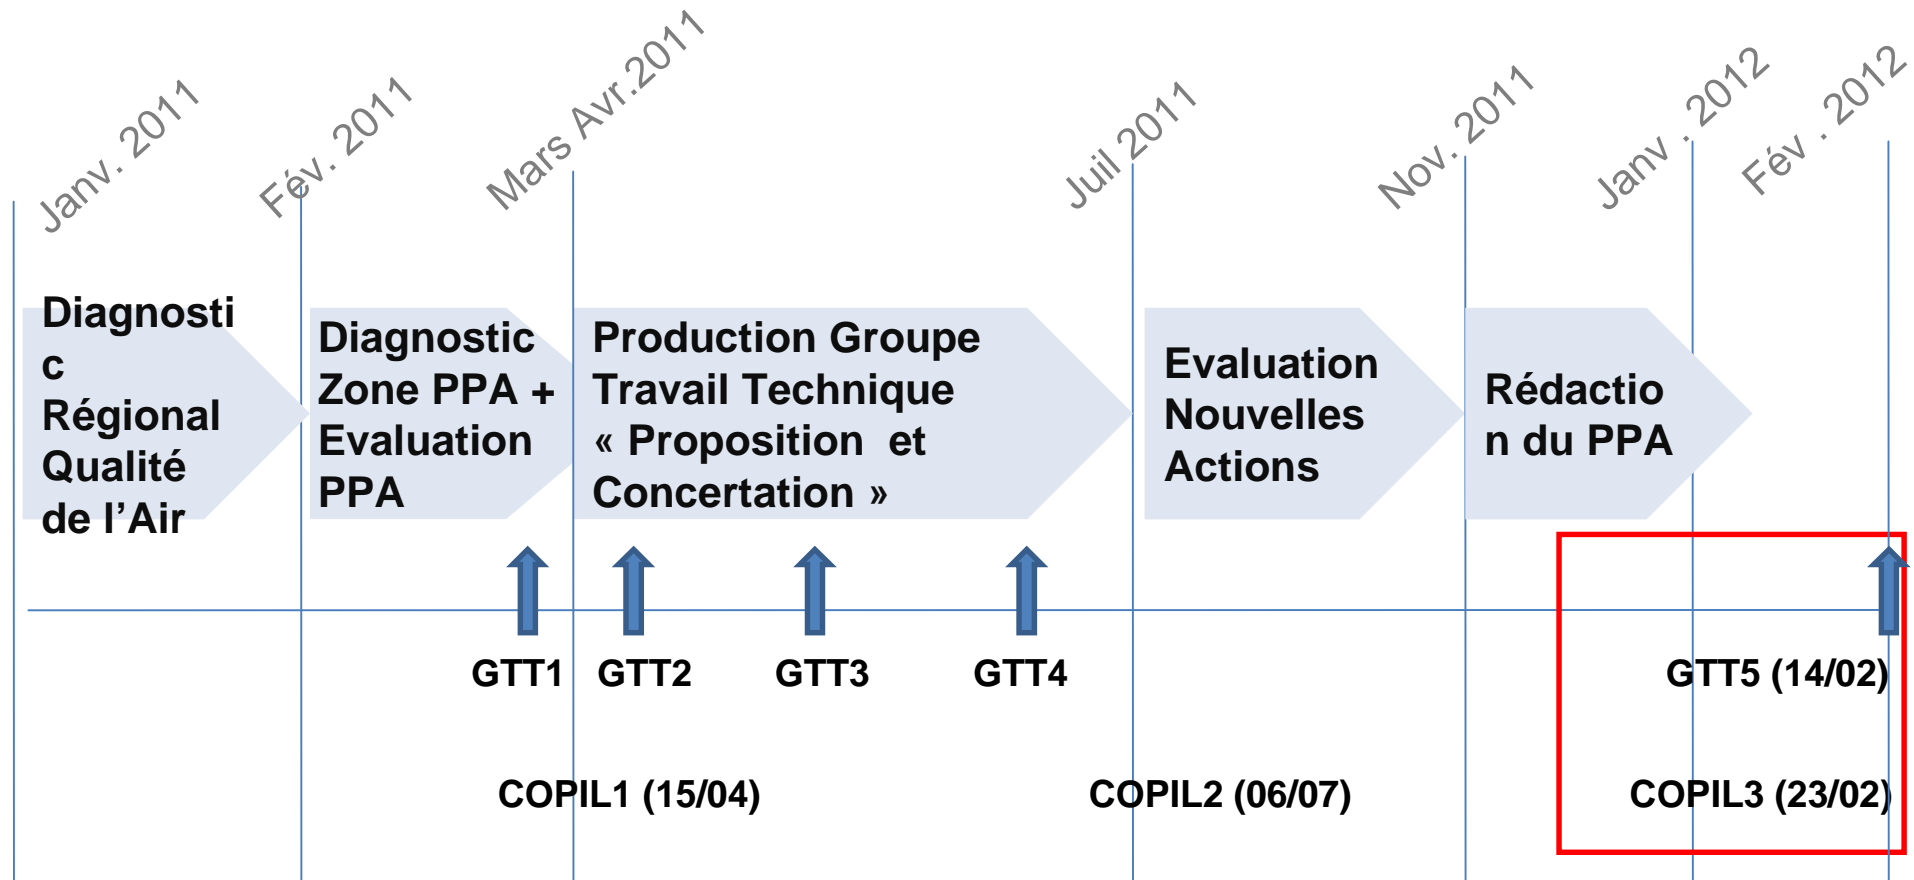 Janv. 2011
Fév. 2011
Mars Avr.2011
Juil 2011
Nov. 2011
Janv . 2012
Fév . 2012
Diagnosti
c
Régional
Qualité
de l’Air
Diagnostic
Zone PPA +
Evaluation
PPA
Production Groupe
Travail Technique
« Proposition et
Concertation »
Evaluation
Nouvelles
Actions
Rédactio
n du PPA
GTT1
GTT2
GTT3
GTT4
GTT5 (14/02)
COPIL1 (15/04)
COPIL2 (06/07)
COPIL3 (23/02)